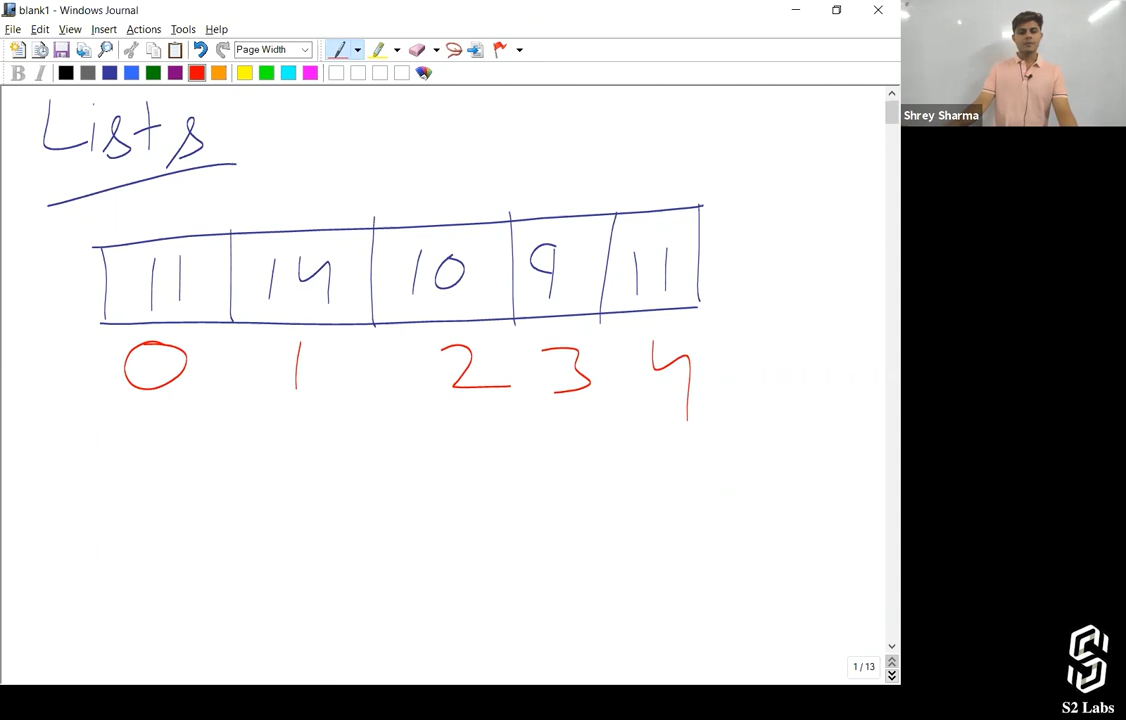 blank1 - Windows Journal
File Edit View Insert Actions Tools Help
Page Width
B I
Lists
11 14 10 9 11
0 1 2 3 4
1 / 13
Shrey Sharma
S2 Labs